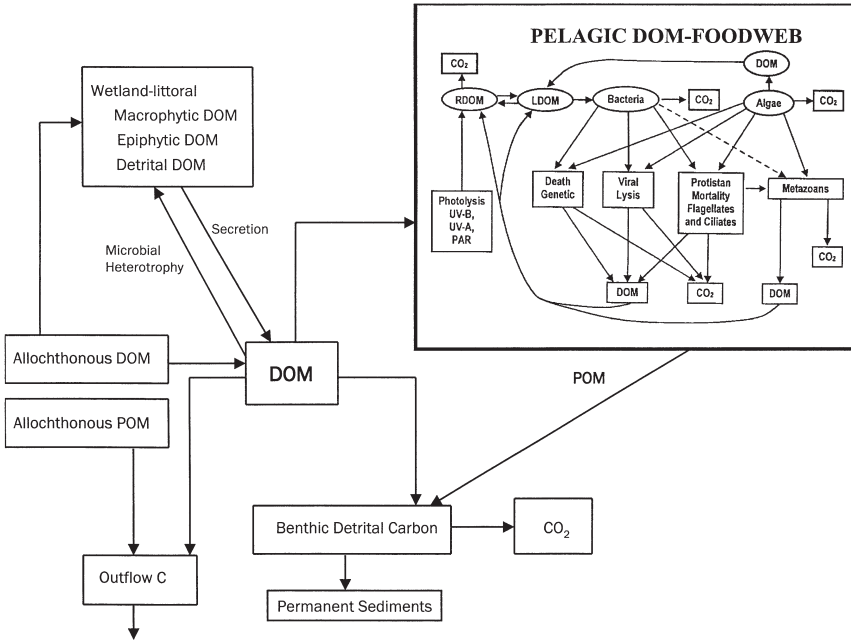 PELAGIC DOM-FOODWEB
CO₂
DOM
RDOM
LDOM
Bacteria
CO₂
Algae
CO₂
Death
Genetic
Viral
Lysis
Protistan
Mortality
Flagellates
and Ciliates
Metazoans
Photolysis
UV-B,
UV-A,
PAR
CO₂
DOM
CO₂
DOM
Wetland-littoral
Macrophytic DOM
Epiphytic DOM
Detrital DOM
Secretion
Microbial
Heterotrophy
Allochthonous DOM
DOM
POM
Allochthonous POM
Benthic Detrital Carbon
CO₂
Outflow C
Permanent Sediments